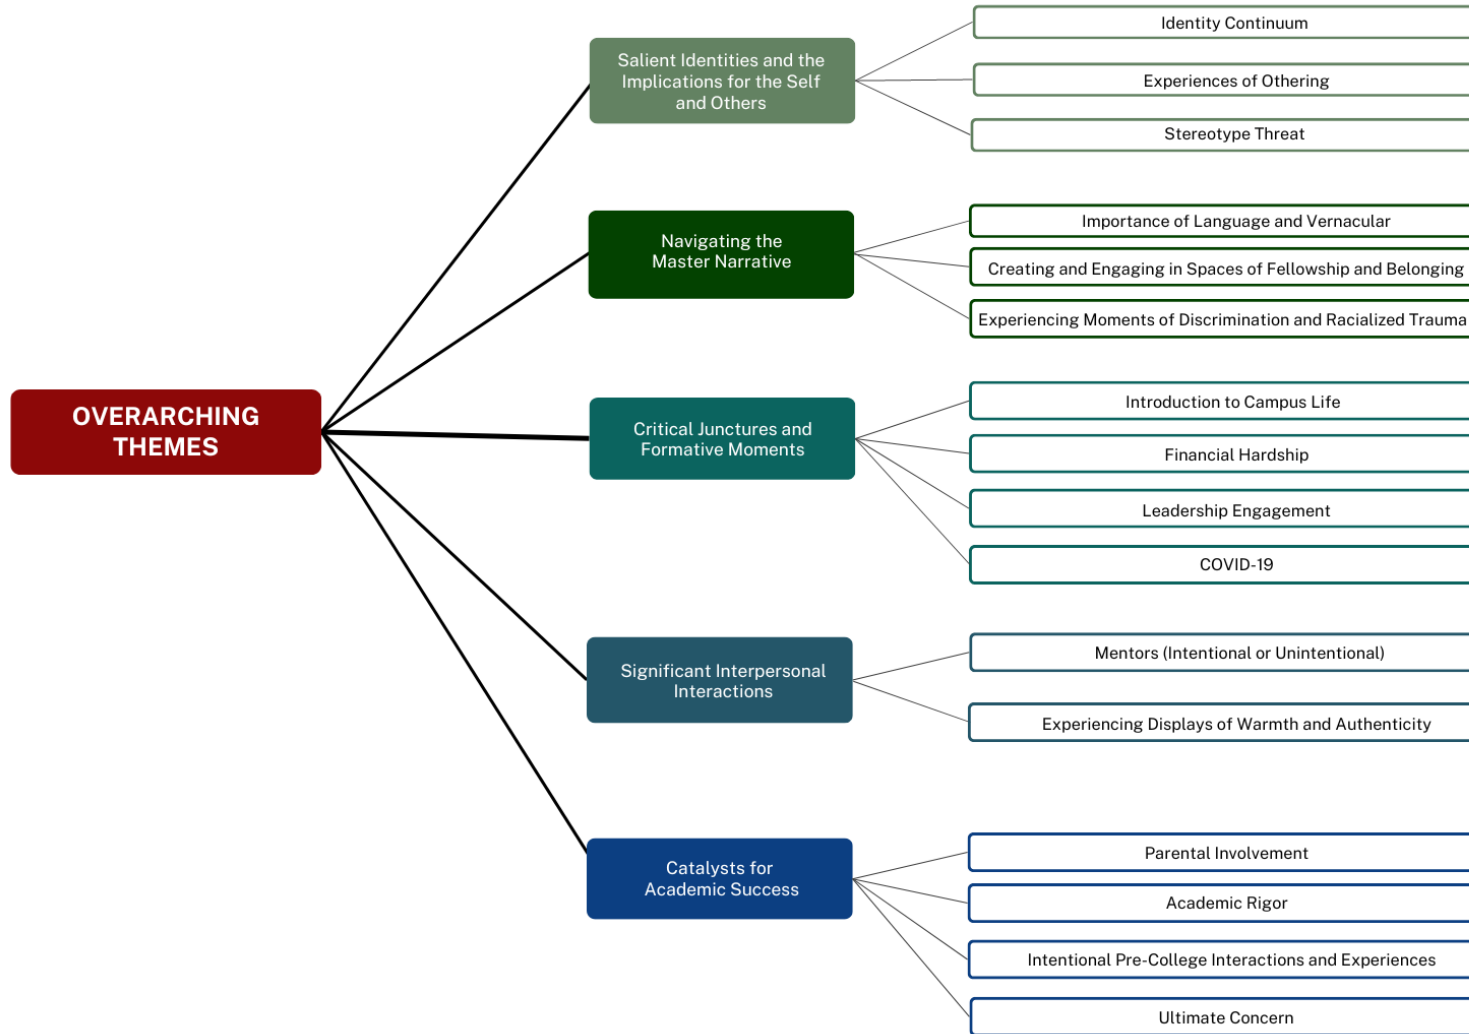 OVERARCHING
THEMES
Salient Identities and the
Implications for the Self
and Others
Identity Continuum
Experiences of Othering
Stereotype Threat
Navigating the
Master Narrative
Importance of Language and Vernacular
Creating and Engaging in Spaces of Fellowship and Belonging
Experiencing Moments of Discrimination and Racialized Trauma
Critical Junctures and
Formative Moments
Introduction to Campus Life
Financial Hardship
Leadership Engagement
COVID-19
Significant Interpersonal
Interactions
Mentors (Intentional or Unintentional)
Experiencing Displays of Warmth and Authenticity
Catalysts for
Academic Success
Parental Involvement
Academic Rigor
Intentional Pre-College Interactions and Experiences
Ultimate Concern